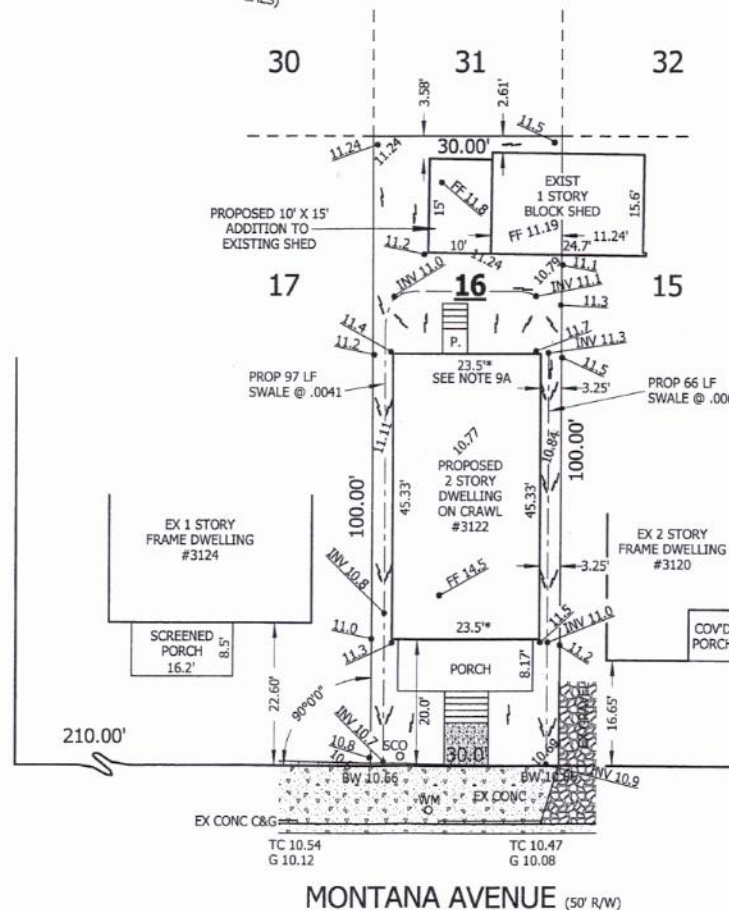 30
31
32
3.58'
2.61'
11.5
11.24
11.24
30.00'
PROPOSED 10' X 15'
ADDITION TO
EXISTING SHED
15'
FF 11.8
EXIST
1 STORY
BLOCK SHED
15.6'
FF 11.19
11.24'
24.7'
11.2
10'
11.24
10.79
11.1
INV 11.0
INV 11.1
17
16
15
11.3
P.
11.4
11.2
11.7
INV 11.3
11.5
23.5'*
SEE NOTE 9A
3.25'
PROP 97 LF
SWALE @ .0041
PROP 66 LF
11.11
10.77
10.84
100.00'
100.00'
PROPOSED
2 STORY
DWELLING
ON CRAWL
#3122
45.33'
45.33'
EX 1 STORY
FRAME DWELLING
#3124
EX 2 STORY
FRAME DWELLING
#3120
INV 10.8
FF 14.5
3.25'
11.0
11.3
23.5'*
11.5
INV 11.0
11.2
SCREENED
PORCH
16.2'
8.5'
PORCH
8.17'
COV'D
PORCH
22.60'
90°0'0"
20.0'
16.65'
210.00'
INV 10.7
SCO
10.8
30.0'
10.69
EX GRAVEL
BW 10.66
INV 10.9
WM
EX CONC
EX CONC C&G
TC 10.54
G 10.12
TC 10.47
G 10.08
MONTANA AVENUE (50' R/W)